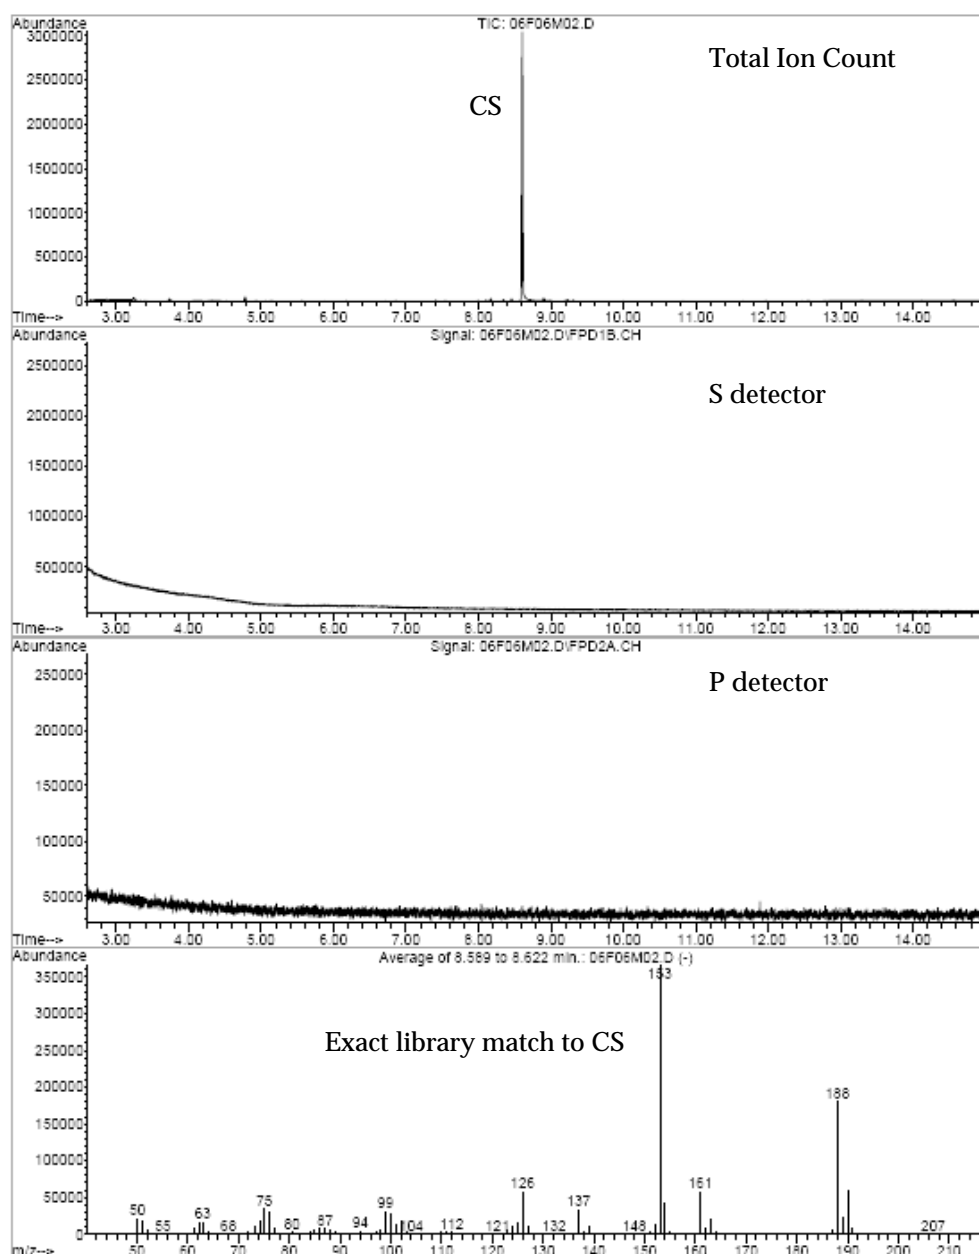 Abundance TIC: 06F06M02.D
3000000
Total Ion Count
2500000
CS
2000000
1500000
1000000
500000
0
Time--> 3.00 4.00 5.00 6.00 7.00 8.00 9.00 10.00 11.00 12.00 13.00 14.00
Abundance Signal: 06F06M02.D\FPD1B.CH
2500000
S detector
2000000
1500000
1000000
500000
Time--> 3.00 4.00 5.00 6.00 7.00 8.00 9.00 10.00 11.00 12.00 13.00 14.00
Abundance Signal: 06F06M02.D\FPD2A.CH
250000
P detector
200000
150000
100000
50000
Time--> 3.00 4.00 5.00 6.00 7.00 8.00 9.00 10.00 11.00 12.00 13.00 14.00
Abundance Average of 8.589 to 8.622 min.: 06F06M02.D (-)
153
350000
300000
Exact library match to CS
250000
200000
188
150000
100000
50000
50 55 63 68 75 80 87 94 99 104 112 121 126 132 137 148 161 207
0
m/z--> 50 60 70 80 90 100 110 120 130 140 150 160 170 180 190 200 210